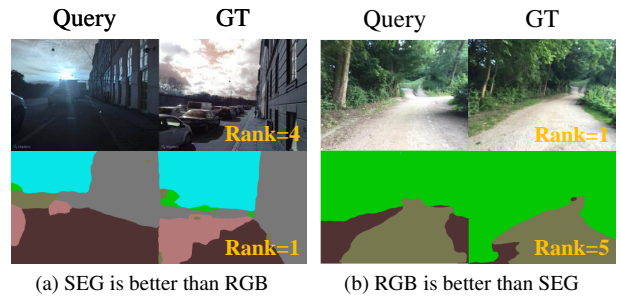 Query GT Query GT
Rank=4 Rank=1
Rank=1 Rank=5
(a) SEG is better than RGB (b) RGB is better than SEG